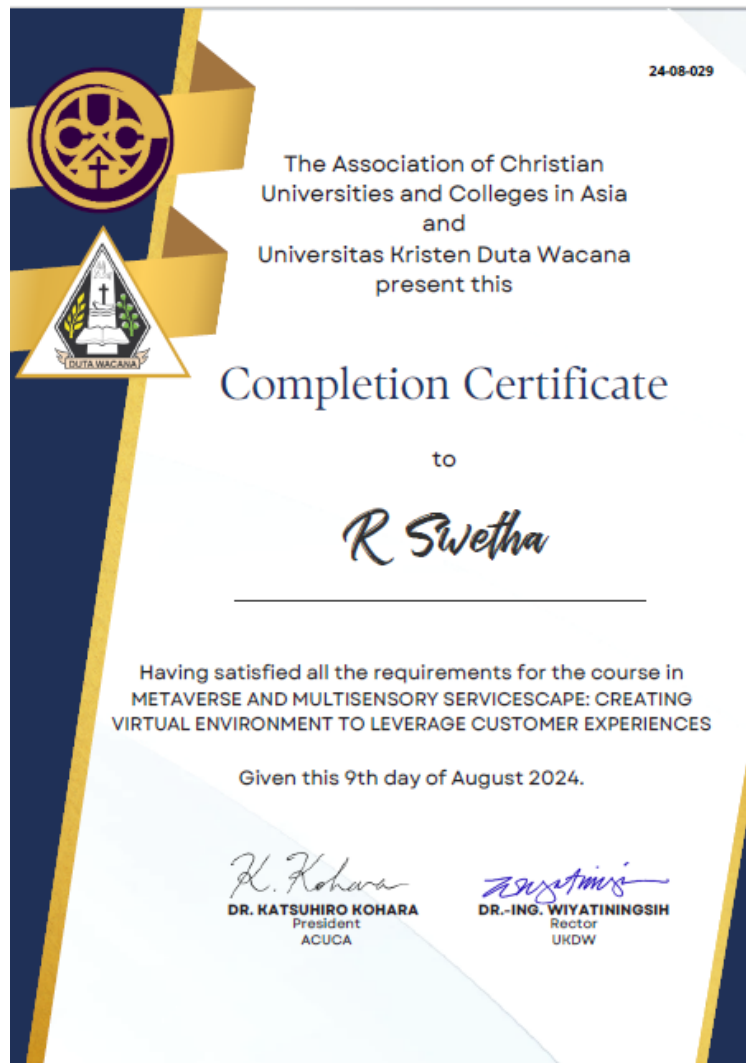 24-08-029
The Association of Christian
Universities and Colleges in Asia
and
Universitas Kristen Duta Wacana
present this
DUTA WACANA
Completion Certificate
to
R Swetha
Having satisfied all the requirements for the course in
METAVERSE AND MULTISENSORY SERVICESCAPE: CREATING
VIRTUAL ENVIRONMENT TO LEVERAGE CUSTOMER EXPERIENCES
Given this 9th day of August 2024.
K. Kohara
DR. KATSUHIRO KOHARA
President
ACUCA
DR.-ING. WIYATININGSIH
Rector
UKDW